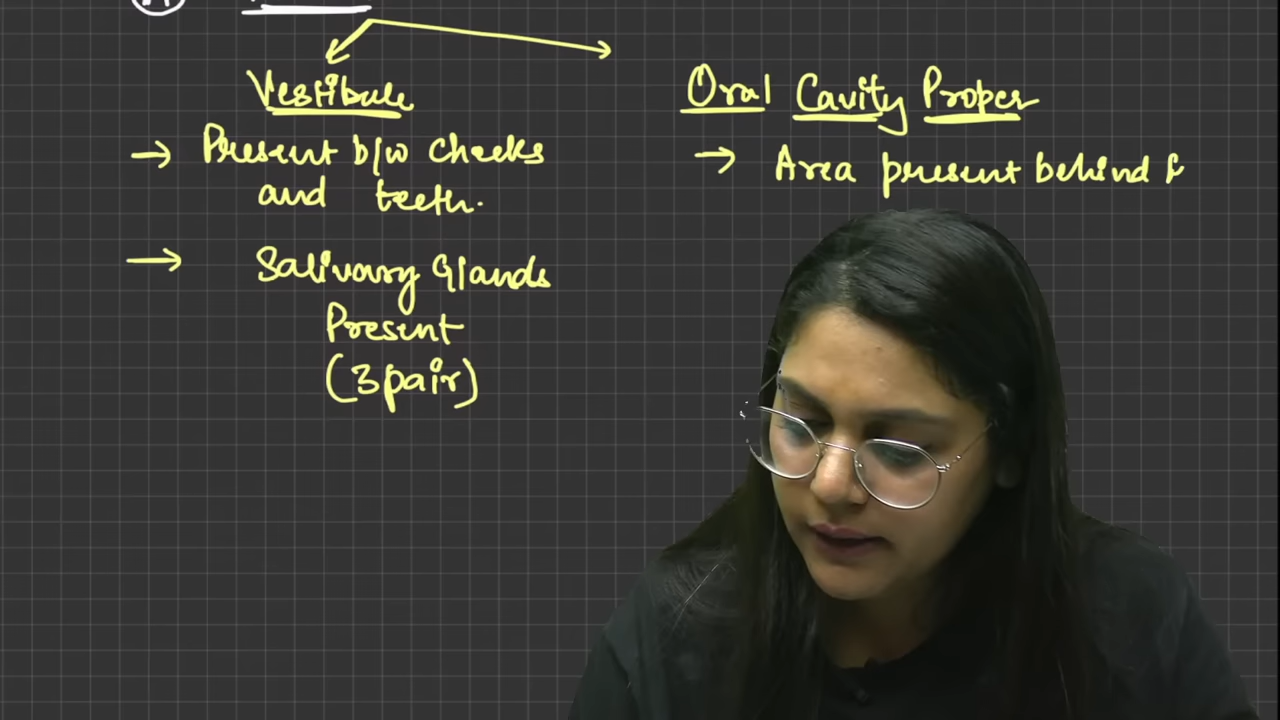 A
Vestibule
→ Present b/w cheeks
and teeth.
→ Salivary Glands
Present
(3 pair)
Oral Cavity Proper
→ Area present behind &